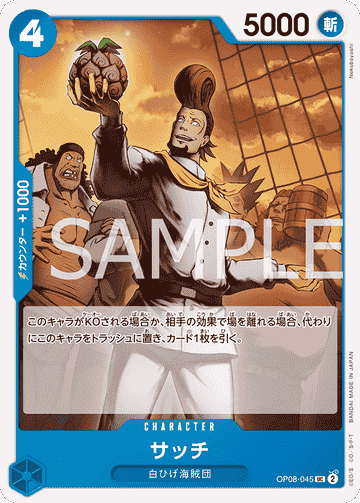 4
5000
斬
Nekobayashi
カウンター +1000
SAMPLE
このキャラがKOされる場合か、相手の効果で場を離れる場合、代わり
にこのキャラをトラッシュに置き、カード1枚を引く。
CHARACTER
サッチ
白ひげ海賊団
OP08-045 UC 2
©E.O./S. ©O./S.・F・T BANDAI MADE IN JAPAN